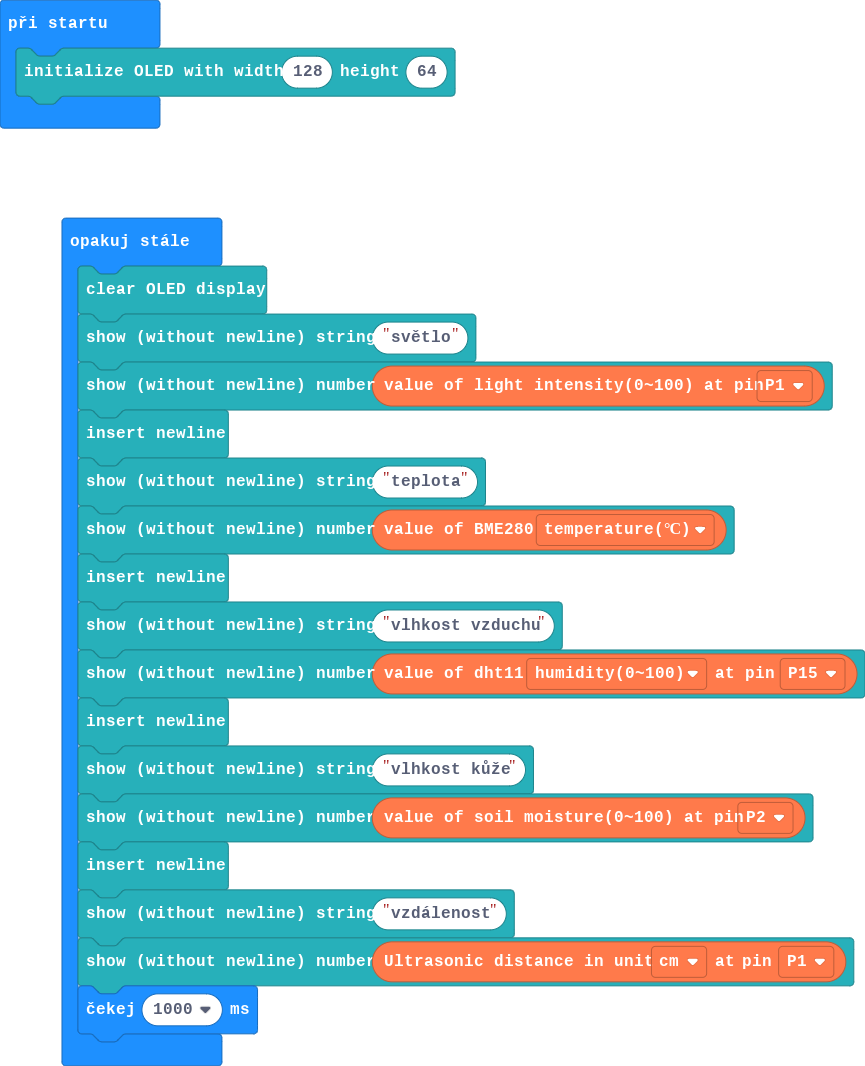 při startu
initialize OLED with width 128 height 64
opakuj stále
clear OLED display
show (without newline) string "světlo"
show (without newline) number value of light intensity(0~100) at pin P1
insert newline
show (without newline) string "teplota"
show (without newline) number value of BME280 temperature(℃)
insert newline
show (without newline) string "vlhkost vzduchu"
show (without newline) number value of dht11 humidity(0~100) at pin P15
insert newline
show (without newline) string "vlhkost kůže"
show (without newline) number value of soil moisture(0~100) at pin P2
insert newline
show (without newline) string "vzdálenost"
show (without newline) number Ultrasonic distance in unit cm at pin P1
čekej 1000 ms